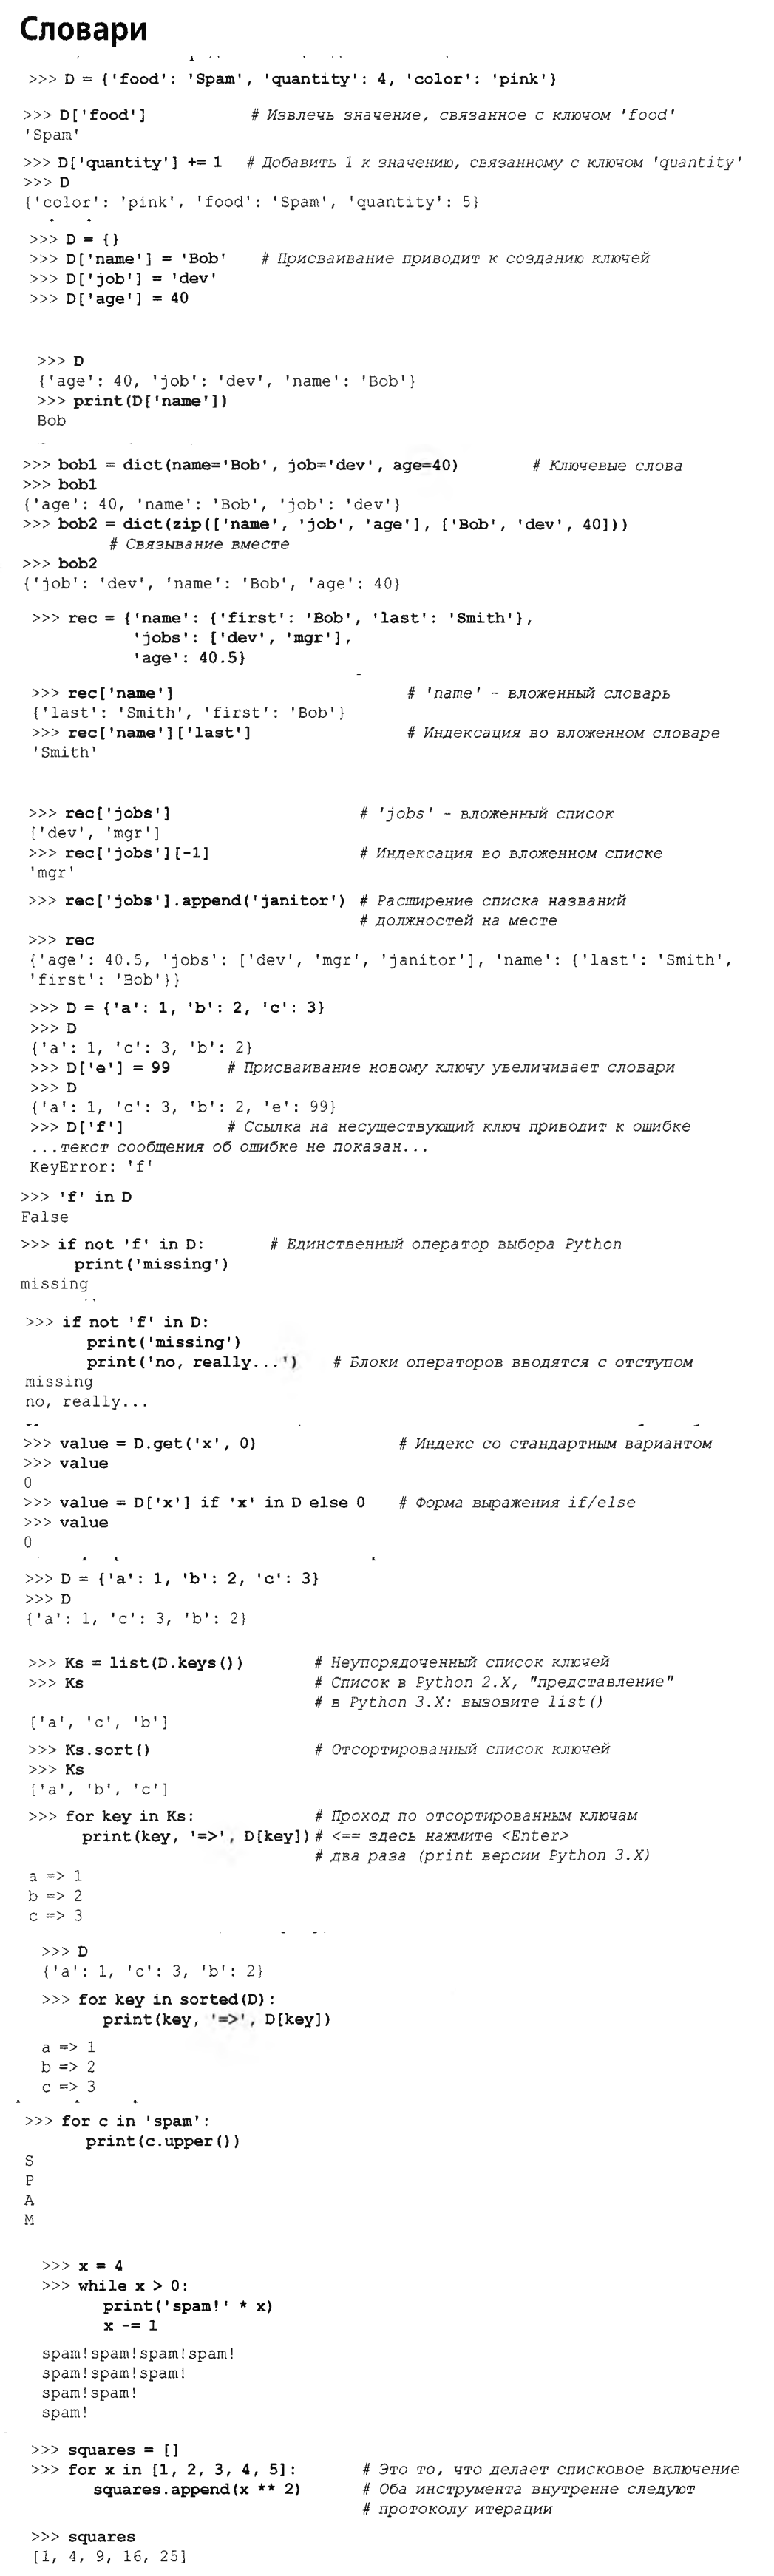 Словари
>>> D = {'food': 'Spam', 'quantity': 4, 'color': 'pink'}
>>> D['food']          # Извлечь значение, связанное с ключом 'food'
'Spam'
>>> D['quantity'] += 1   # Добавить 1 к значению, связанному с ключом 'quantity'
>>> D
{'color': 'pink', 'food': 'Spam', 'quantity': 5}
>>> D = {}
>>> D['name'] = 'Bob'    # Присваивание приводит к созданию ключей
>>> D['job'] = 'dev'
>>> D['age'] = 40
>>> D
{'age': 40, 'job': 'dev', 'name': 'Bob'}
>>> print(D['name'])
Bob
>>> bob1 = dict(name='Bob', job='dev', age=40)        # Ключевые слова
>>> bob1
{'age': 40, 'name': 'Bob', 'job': 'dev'}
>>> bob2 = dict(zip(['name', 'job', 'age'], ['Bob', 'dev', 40]))
# Связывание вместе
>>> bob2
{'job': 'dev', 'name': 'Bob', 'age': 40}
>>> rec = {'name': {'first': 'Bob', 'last': 'Smith'},
'jobs': ['dev', 'mgr'],
'age': 40.5}
>>> rec['name']                          # 'name' - вложенный словарь
{'last': 'Smith', 'first': 'Bob'}
>>> rec['name']['last']                  # Индексация во вложенном словаре
'Smith'
>>> rec['jobs']                     # 'jobs' - вложенный список
['dev', 'mgr']
>>> rec['jobs'][-1]                 # Индексация во вложенном списке
'mgr'
>>> rec['jobs'].append('janitor')  # Расширение списка названий
# должностей на месте
>>> rec
{'age': 40.5, 'jobs': ['dev', 'mgr', 'janitor'], 'name': {'last': 'Smith',
'first': 'Bob'}}
>>> D = {'a': 1, 'b': 2, 'c': 3}
>>> D
{'a': 1, 'c': 3, 'b': 2}
>>> D['e'] = 99      # Присваивание новому ключу увеличивает словари
>>> D
{'a': 1, 'c': 3, 'b': 2, 'e': 99}
>>> D['f']           # Ссылка на несуществующий ключ приводит к ошибке
...текст сообщения об ошибке не показан...
KeyError: 'f'
>>> 'f' in D
False
>>> if not 'f' in D:       # Единственный оператор выбора Python
print('missing')
missing
>>> if not 'f' in D:
print('missing')
print('no, really...')    # Блоки операторов вводятся с отступом
missing
no, really...
>>> value = D.get('x', 0)                # Индекс со стандартным вариантом
>>> value
0
>>> value = D['x'] if 'x' in D else 0    # Форма выражения if/else
>>> value
0
>>> D = {'a': 1, 'b': 2, 'c': 3}
>>> D
{'a': 1, 'c': 3, 'b': 2}
>>> Ks = list(D.keys())        # Неупорядоченный список ключей
>>> Ks                         # Список в Python 2.X, "представление"
# в Python 3.X: вызовите list()
['a', 'c', 'b']
>>> Ks.sort()                  # Отсортированный список ключей
>>> Ks
['a', 'b', 'c']
>>> for key in Ks:             # Проход по отсортированным ключам
print(key, '=>', D[key]) # <== здесь нажмите <Enter>
# два раза (print версии Python 3.X)
a => 1
b => 2
c => 3
>>> D
{'a': 1, 'c': 3, 'b': 2}
>>> for key in sorted(D):
print(key, '=>', D[key])
a => 1
b => 2
c => 3
>>> for c in 'spam':
print(c.upper())
S
P
A
M
>>> x = 4
>>> while x > 0:
print('spam!' * x)
x -= 1
spam!spam!spam!spam!
spam!spam!spam!
spam!spam!
spam!
>>> squares = []
>>> for x in [1, 2, 3, 4, 5]:       # Это то, что делает списковое включение
squares.append(x ** 2)       # Оба инструмента внутренне следуют
# протоколу итерации
>>> squares
[1, 4, 9, 16, 25]